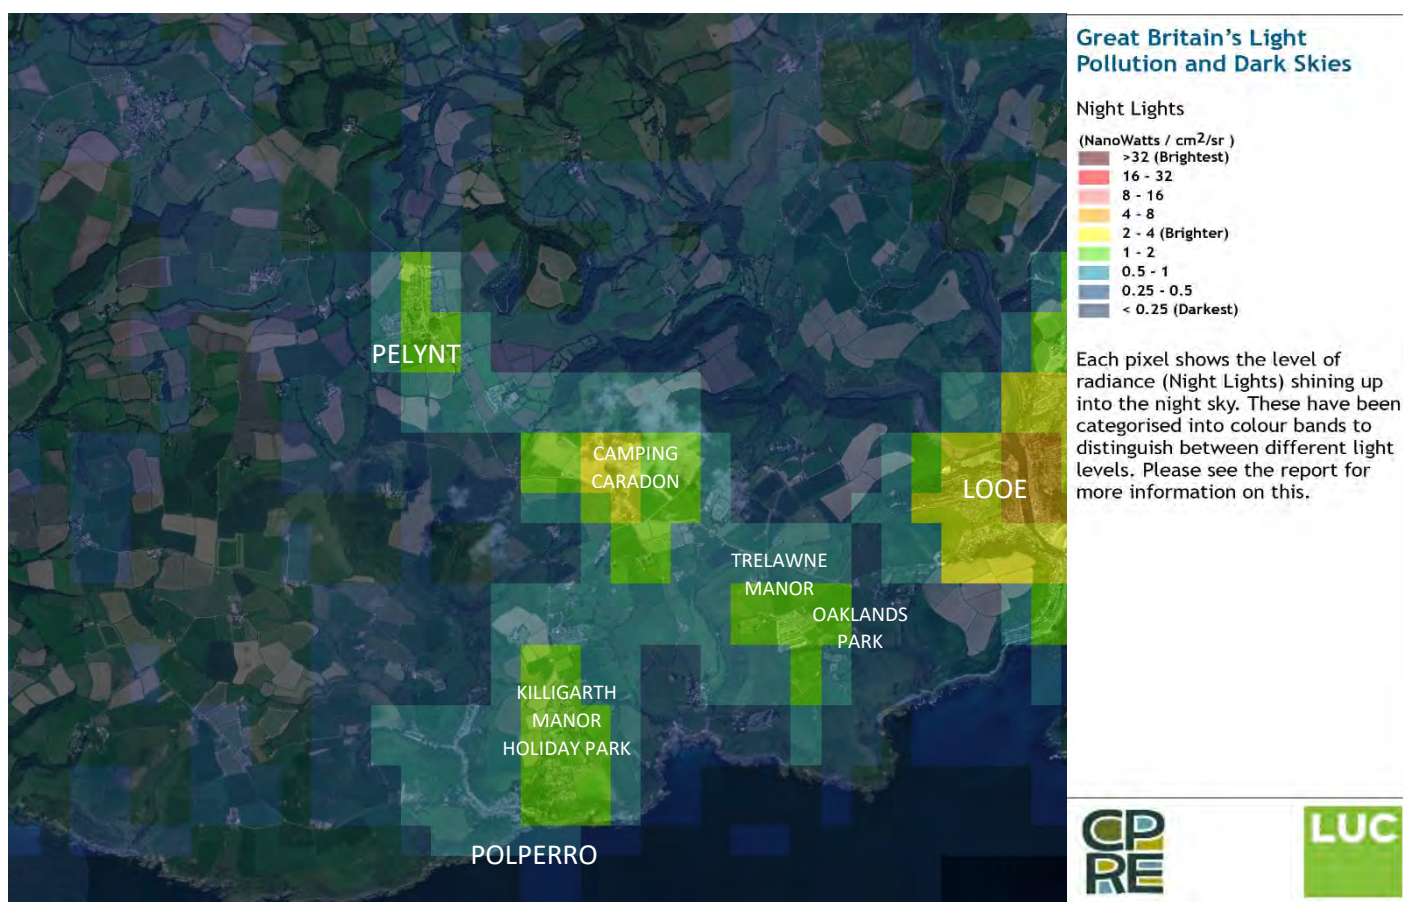 PELYNT
CAMPING
CARADON
LOOE
TRELAWNE
MANOR
OAKLANDS
PARK
KILLIGARTH
MANOR
HOLIDAY PARK
POLPERRO
Great Britain's Light
Pollution and Dark Skies
Night Lights
(NanoWatts / cm2/sr )
>32 (Brightest)
16 - 32
8 - 16
4 - 8
2 - 4 (Brighter)
1 - 2
0.5 - 1
0.25 - 0.5
< 0.25 (Darkest)
Each pixel shows the level of
radiance (Night Lights) shining up
into the night sky. These have been
categorised into colour bands to
distinguish between different light
levels. Please see the report for
more information on this.
CP
RE
LUC